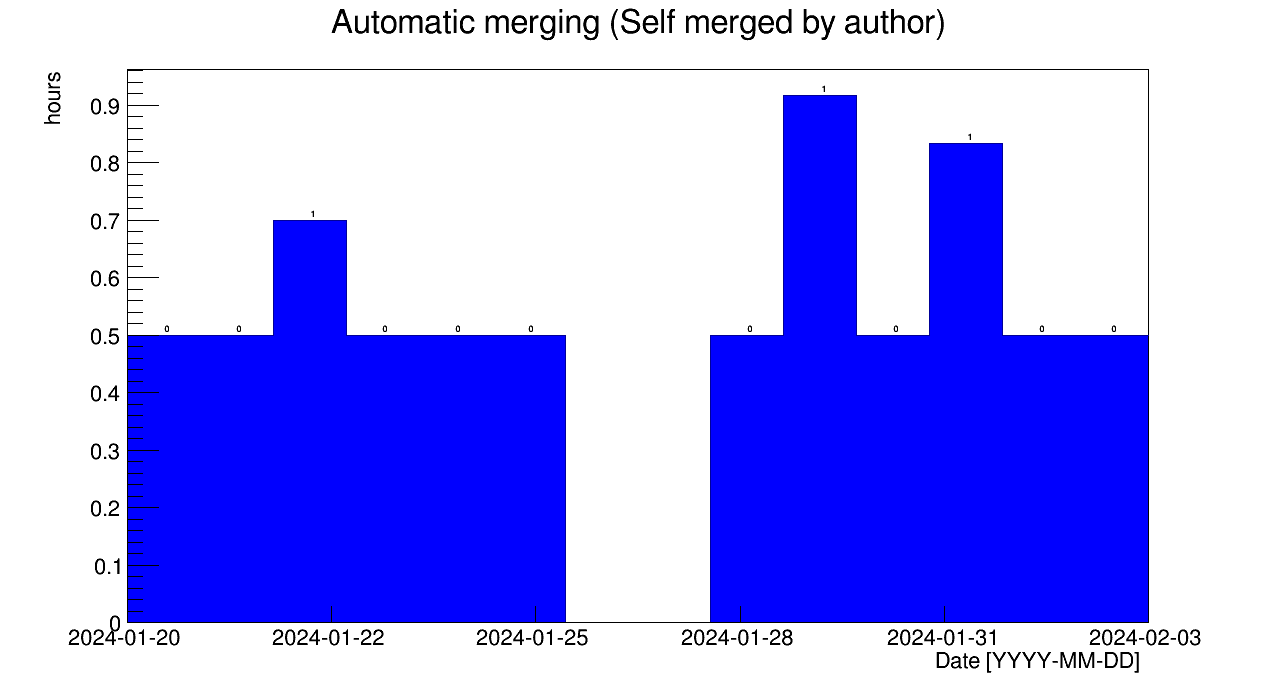 Automatic merging (Self merged by author)
hours
0.9
0.8
0.7
0.6
0.5
0.4
0.3
0.2
0.1
0
0 0 1 0 0 0 0 1 0 1 0 0
2024-01-20 2024-01-22 2024-01-25 2024-01-28 2024-01-31 2024-02-03
Date [YYYY-MM-DD]